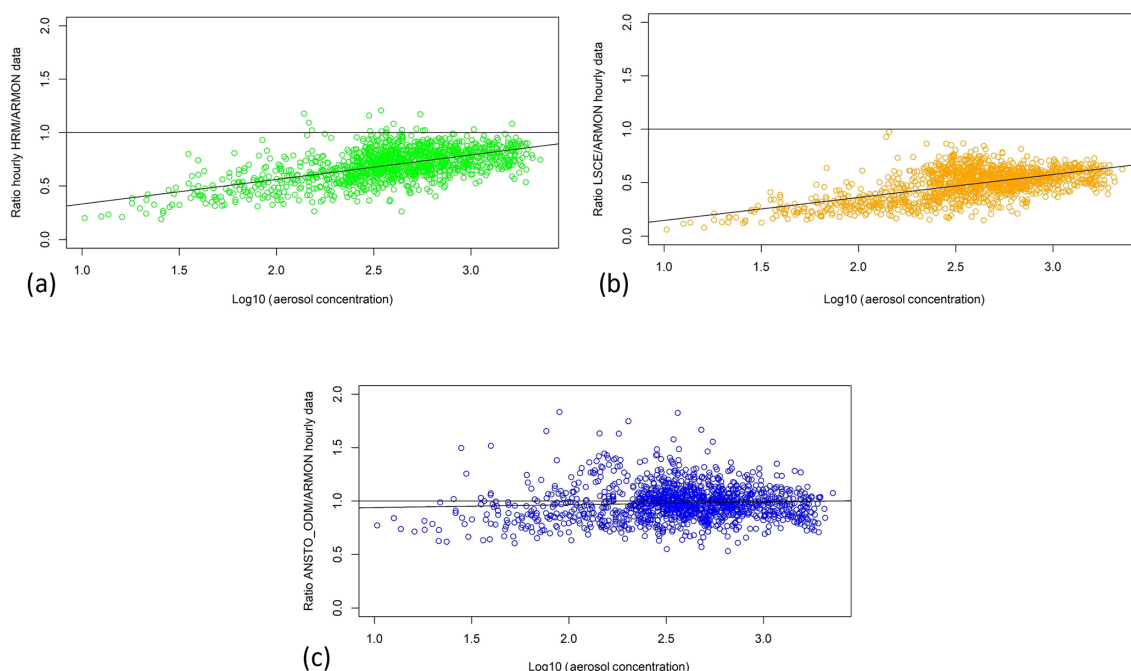 Ratio hourly HRM/ARMON data
2.0
1.5
1.0
0.5
0.0
1.0 1.5 2.0 2.5 3.0
Log10 (aerosol concentration)
(a)
Ratio LSCE/ARMON hourly data
2.0
1.5
1.0
0.5
0.0
1.0 1.5 2.0 2.5 3.0
Log10 (aerosol concentration)
(b)
Ratio ANSTO_ODM/ARMON hourly data
2.0
1.5
1.0
0.5
0.0
1.0 1.5 2.0 2.5 3.0
Log10 (aerosol concentration)
(c)